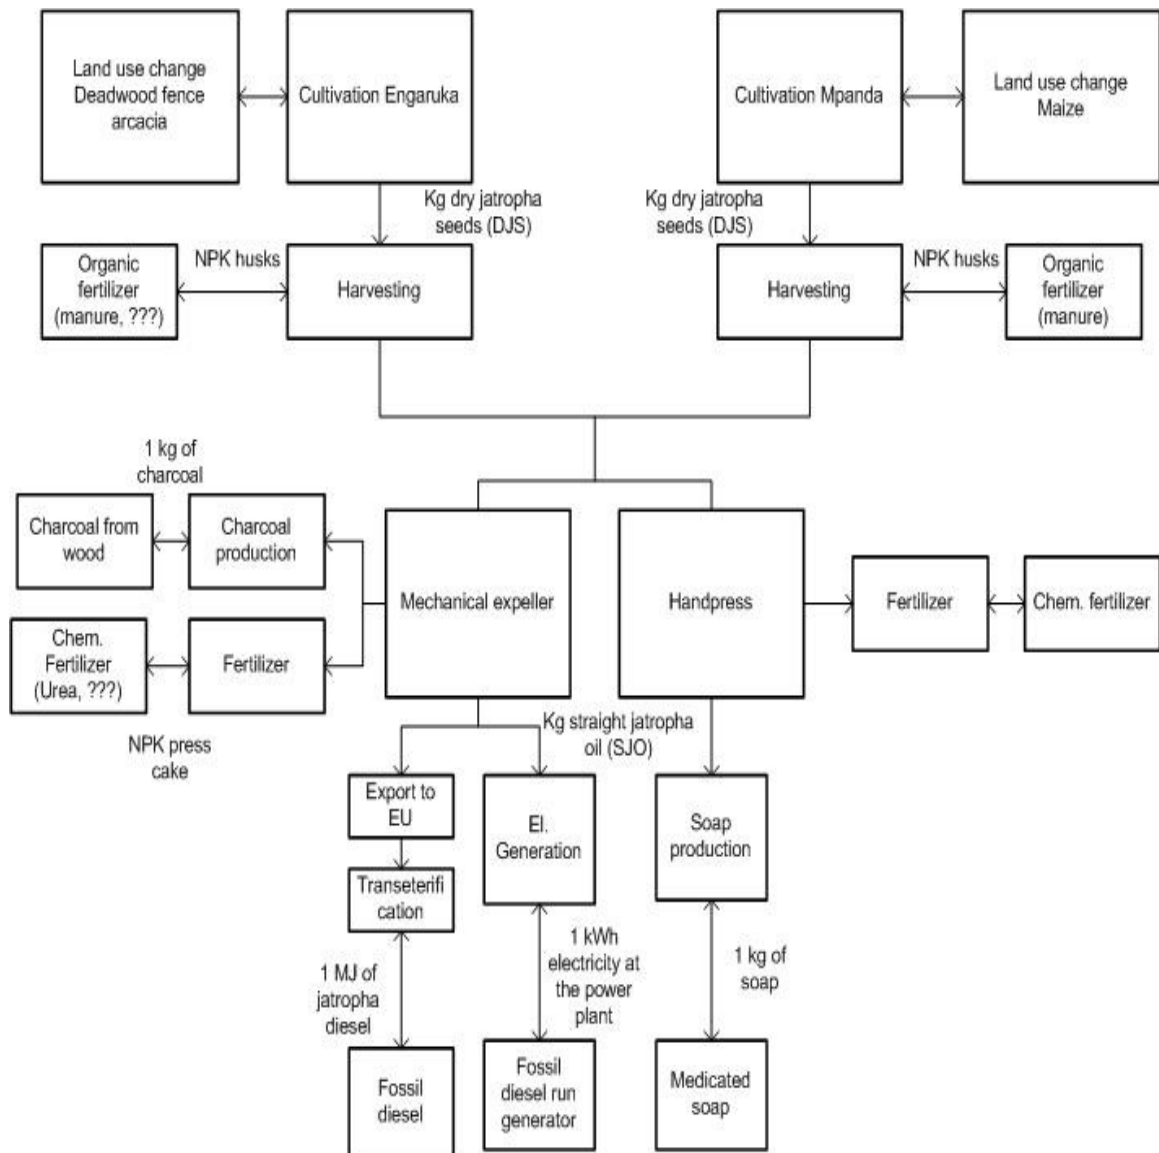 Land use change
Deadwood fence
arcacia
Cultivation Engaruka
Cultivation Mpanda
Land use change
Maize
Kg dry jatropha
seeds (DJS)
Kg dry jatropha
seeds (DJS)
Organic
fertilizer
(manure, ???)
NPK husks
Harvesting
Harvesting
NPK husks
Organic
fertilizer
(manure)
1 kg of
charcoal
Charcoal from
wood
Charcoal
production
Mechanical expeller
Handpress
Fertilizer
Chem. fertilizer
Chem.
Fertilizer
(Urea, ???)
Fertilizer
NPK press
cake
Kg straight jatropha
oil (SJO)
Export to
EU
El.
Generation
Soap
production
Transeterifi
cation
1 MJ of
jatropha
diesel
1 kWh
electricity at
the power
plant
1 kg of
soap
Fossil
diesel
Fossil
diesel run
generator
Medicated
soap